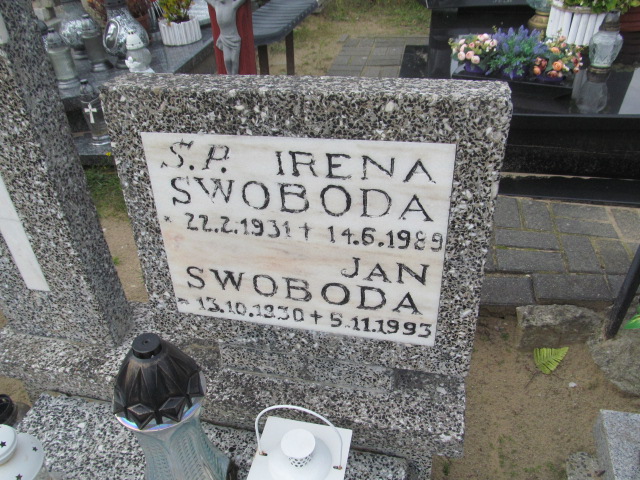 S.P. IRENA
SWOBODA
* 22.2.1931 + 14.6.1989
JAN
SWOBODA
* 13.10.1930 + 5.11.1993